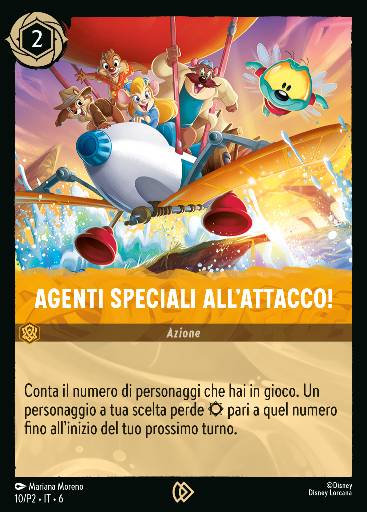 2
AGENTI SPECIALI ALL'ATTACCO!
Azione
Conta il numero di personaggi che hai in gioco. Un
personaggio a tua scelta perde pari a quel numero
fino all'inizio del tuo prossimo turno.
Mariana Moreno
10/P2 • IT • 6
©Disney
Disney Lorcana